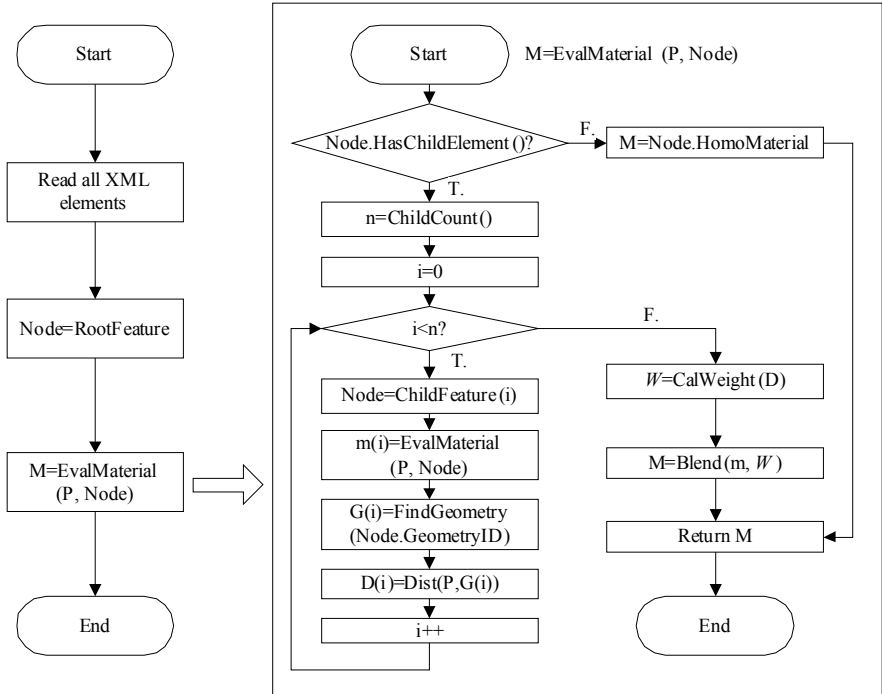 Start
Read all XML
elements
Node=RootFeature
M=EvalMaterial
(P, Node)
End
Start
M=EvalMaterial (P, Node)
Node.HasChildElement()?
F.
M=Node.HomoMaterial
T.
n=ChildCount()
i=0
i<n?
F.
T.
Node=ChildFeature(i)
m(i)=EvalMaterial
(P, Node)
G(i)=FindGeometry
(Node.GeometryID)
D(i)=Dist(P,G(i))
i++
W=CalWeight(D)
M=Blend(m, W)
Return M
End